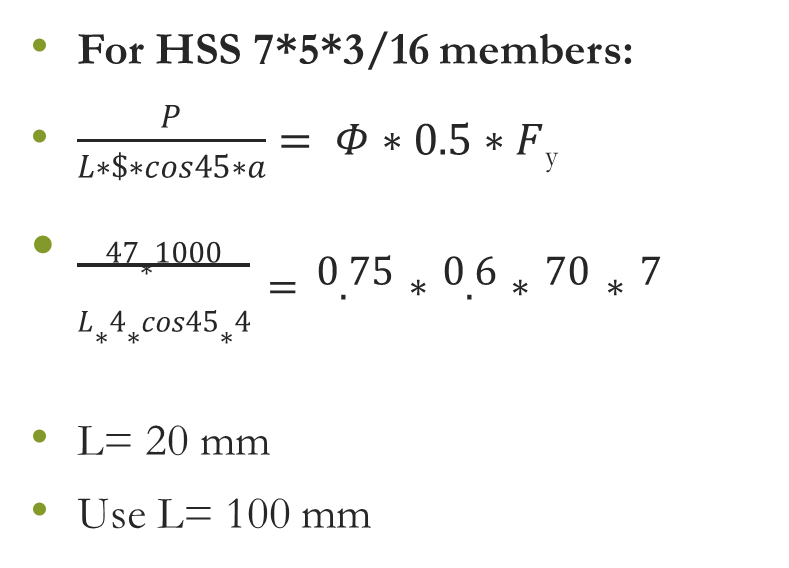 • For HSS 7*5*3/16 members:
• P
L*$*cos45*a = Φ * 0.5 * Fy
• 47*1000
L*4*cos45*4 = 0.75 * 0.6 * 70 * 7
• L= 20 mm
• Use L= 100 mm